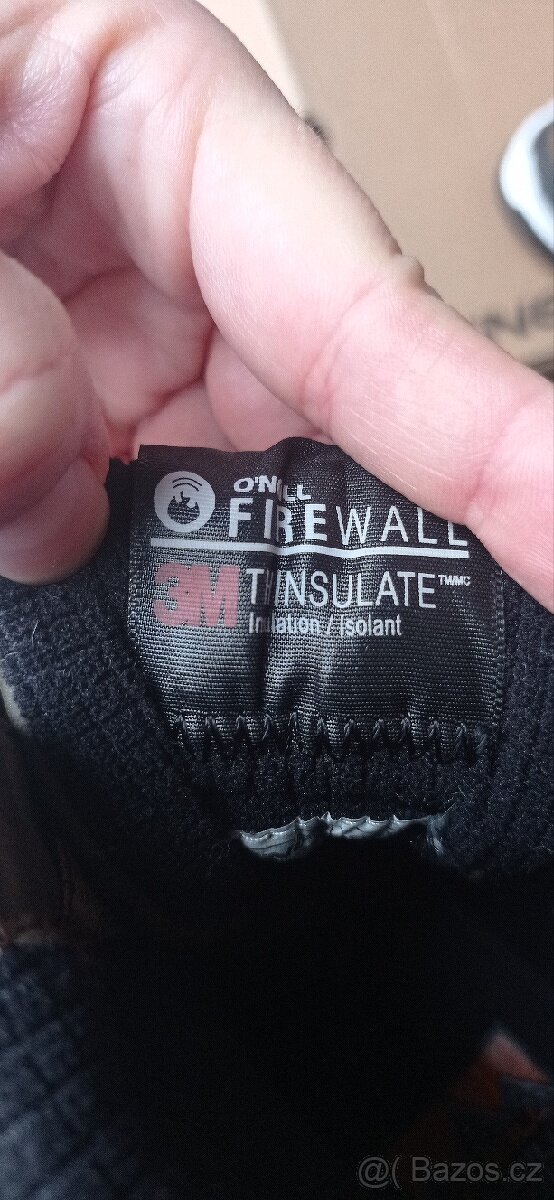 O'NEILL
FIREWALL
3M THINSULATE™MC
Insulation / Isolant
@( Bazos.cz